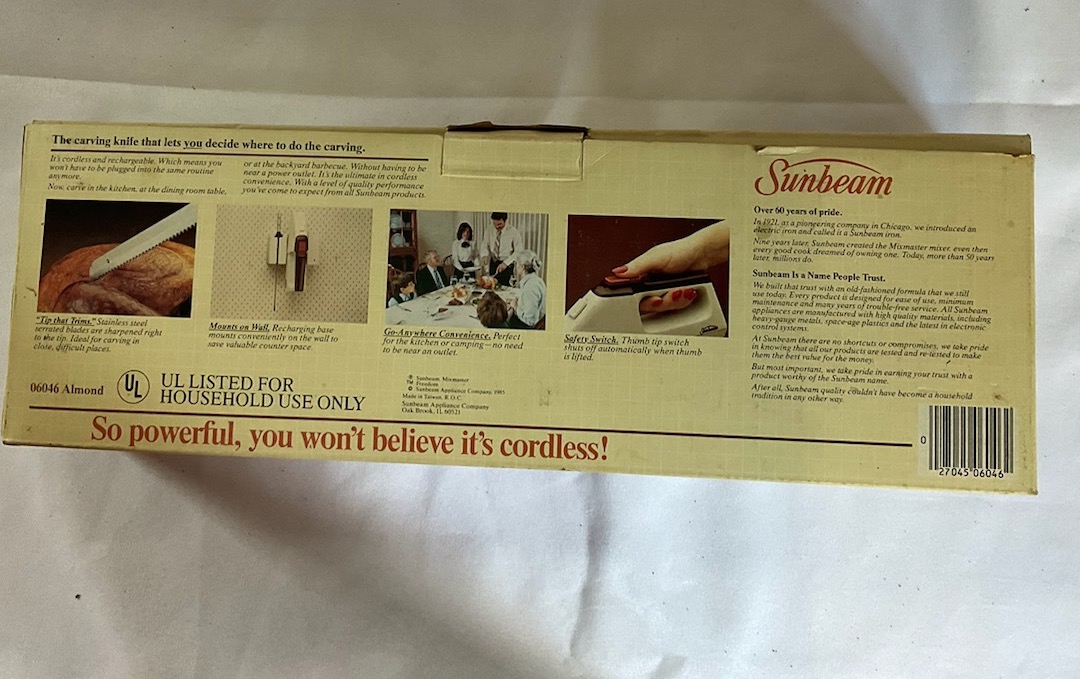 The carving knife that lets you decide where to do the carving.
It's cordless and rechargeable. Which means you
won't have to be plugged into the same routine
anymore.
Now, carve in the kitchen, at the dining room table,
or at the backyard barbecue. Without having to be
near a power outlet. It's the ultimate in cordless
convenience. With a level of quality performance
you've come to expect from all Sunbeam products.
"Tip that Trims." Stainless steel
serrated blades are sharpened right
to the tip. Ideal for carving in
close, difficult places.
Mounts on Wall. Recharging base
mounts conveniently on the wall to
save valuable counter space.
Go-Anywhere Convenience. Perfect
for the kitchen or camping—no need
to be near an outlet.
Safety Switch. Thumb tip switch
shuts off automatically when thumb
is lifted.
06046 Almond
UL
UL LISTED FOR
HOUSEHOLD USE ONLY
® Sunbeam, Mixmaster
™ Freedom
© Sunbeam Appliance Company, 1985
Made in Taiwan, R.O.C.
Sunbeam Appliance Company
Oak Brook, IL 60521
So powerful, you won't believe it's cordless!
Sunbeam
Over 60 years of pride.
In 1921, as a pioneering company in Chicago, we introduced an
electric iron and called it a Sunbeam iron.
Nine years later, Sunbeam created the Mixmaster mixer, even then
every good cook dreamed of owning one. Today, more than 50 years
later, millions do.
Sunbeam Is a Name People Trust.
We built that trust with an old-fashioned formula that we still
use today. Every product is designed for ease of use, minimum
maintenance and many years of trouble-free service. All Sunbeam
appliances are manufactured with high quality materials, including
heavy-gauge metals, space-age plastics and the latest in electronic
control systems.
At Sunbeam there are no shortcuts or compromises, we take pride
in knowing that all our products are tested and re-tested to make
them the best value for the money.
But most important, we take pride in earning your trust with a
product worthy of the Sunbeam name.
After all, Sunbeam quality couldn't have become a household
tradition in any other way.
0
27045 06046